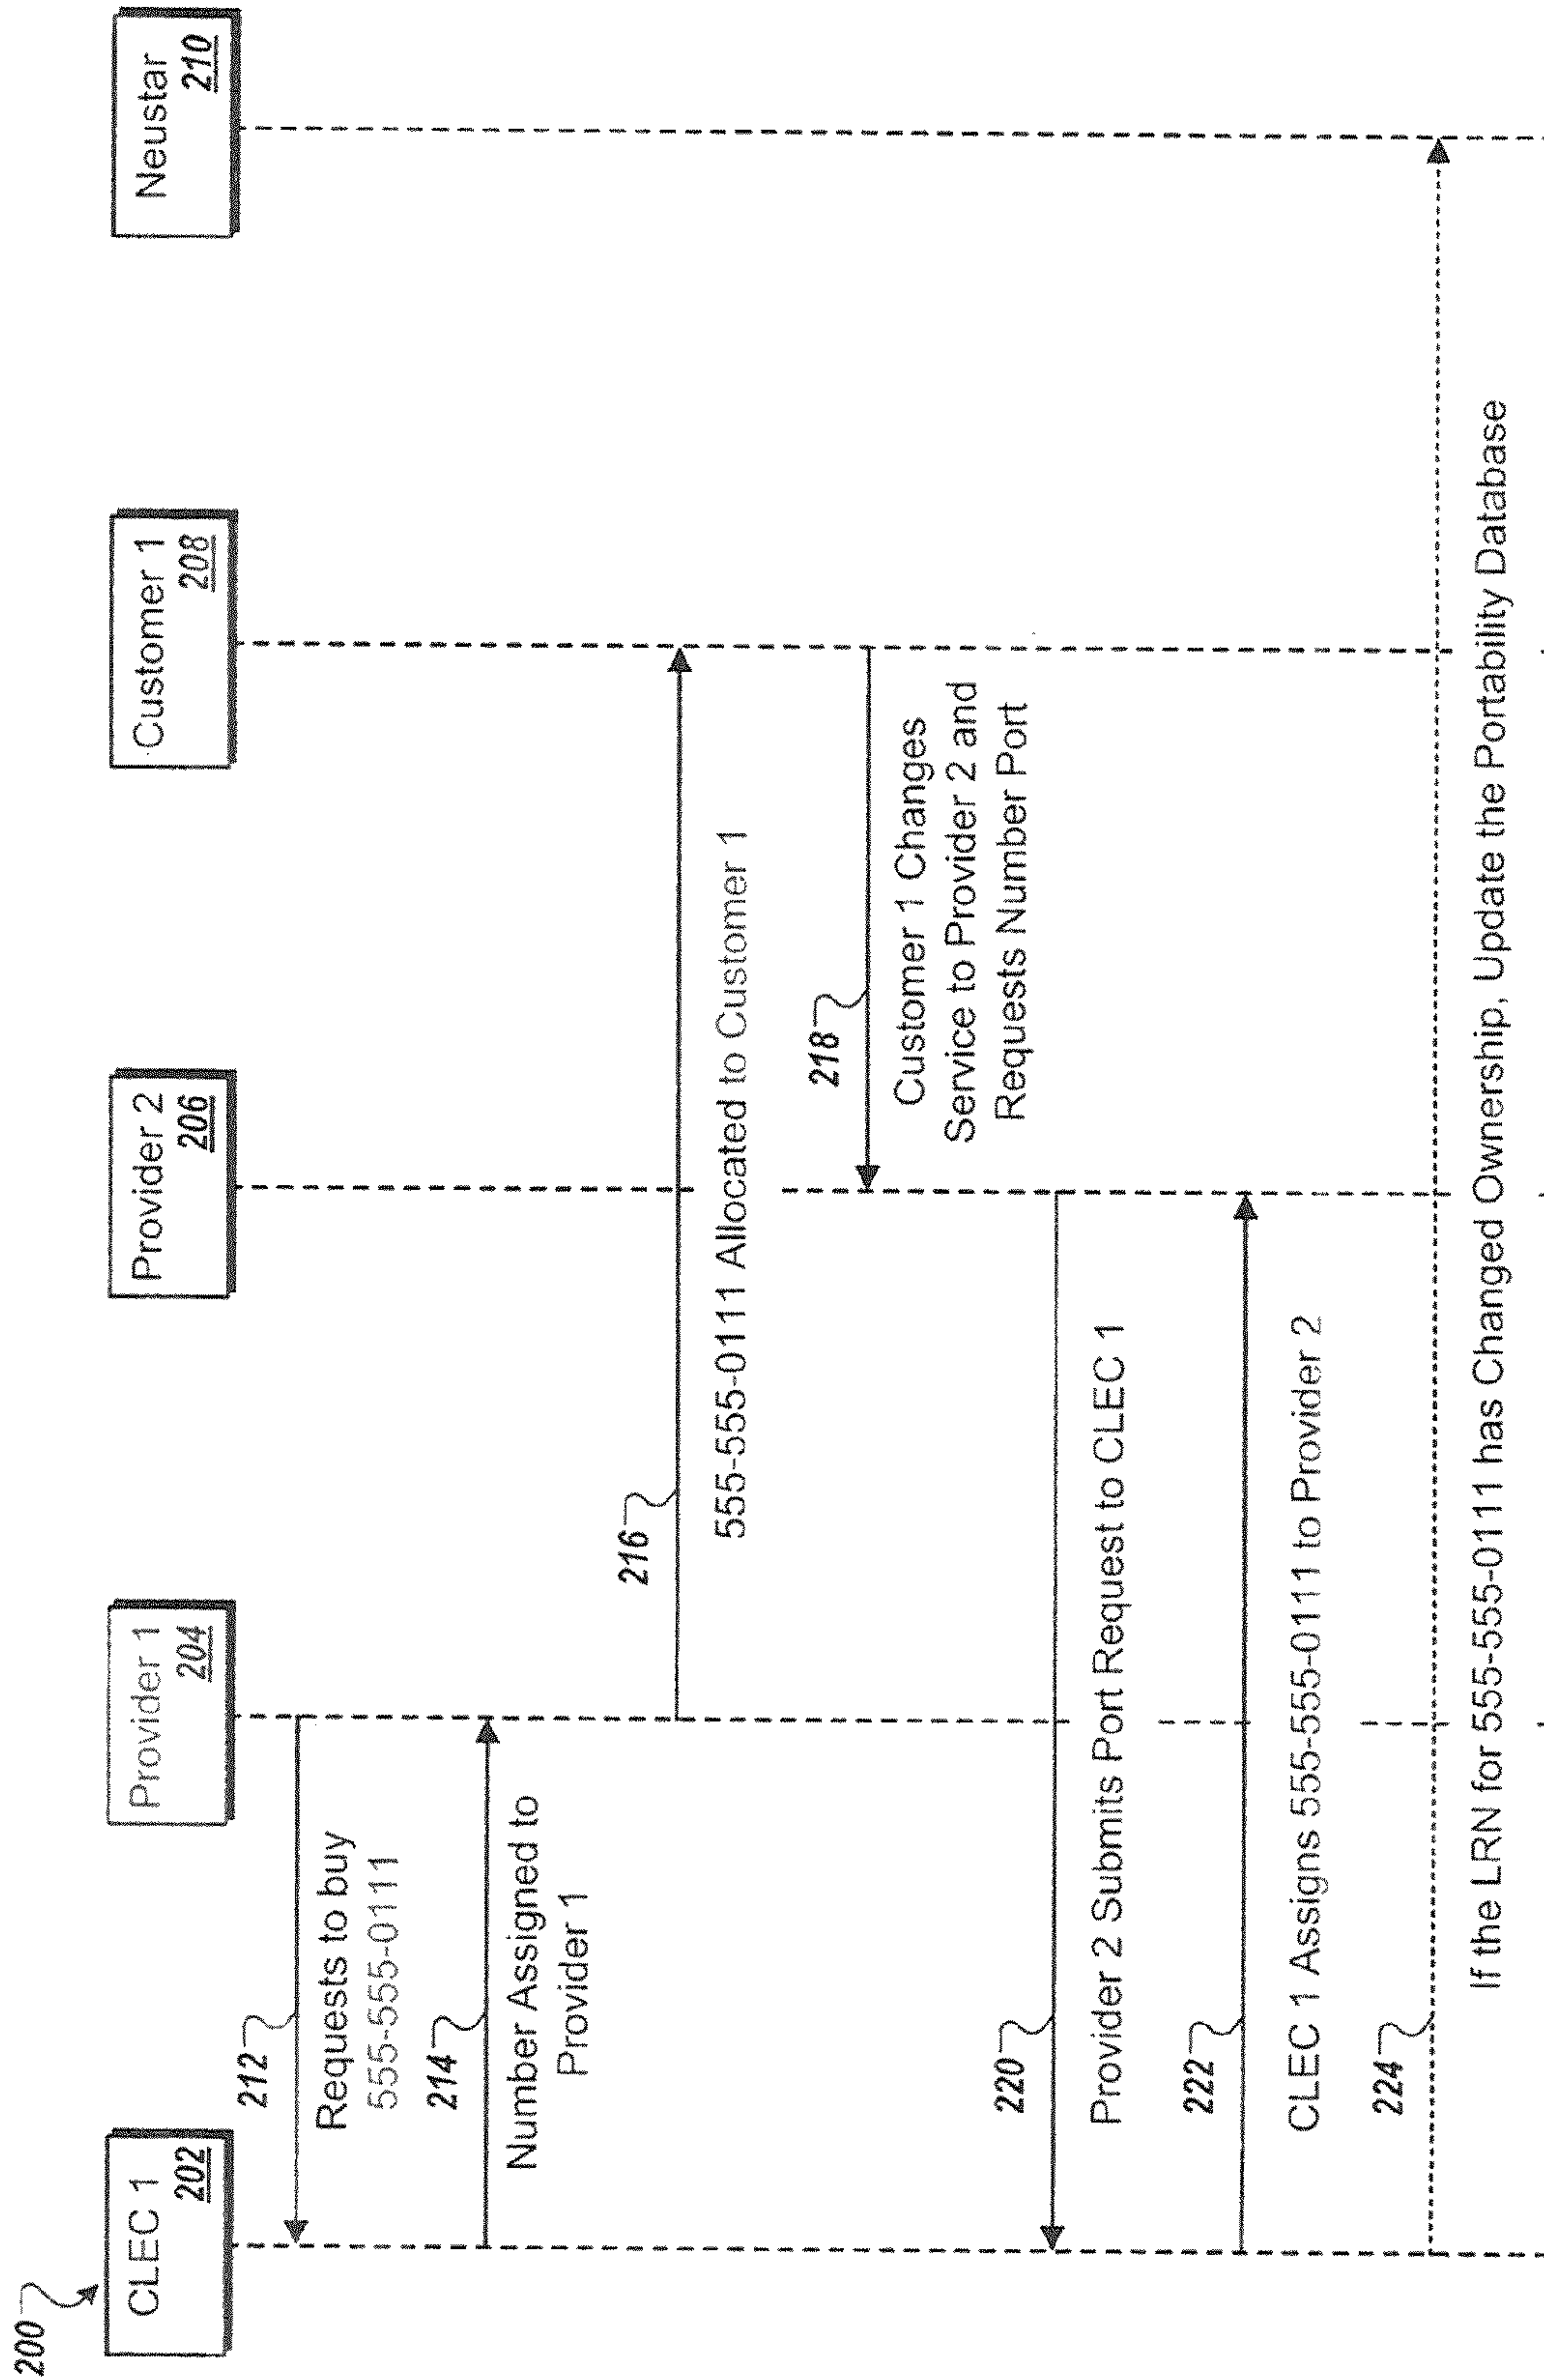 200
CLEC 1
202
Provider 1
204
Provider 2
206
Customer 1
208
Neustar
210
212
Requests to buy
555-555-0111
214
Number Assigned to
Provider 1
216
555-555-0111 Allocated to Customer 1
218
Customer 1 Changes
Service to Provider 2 and
Requests Number Port
220
Provider 2 Submits Port Request to CLEC 1
222
CLEC 1 Assigns 555-555-0111 to Provider 2
224
If the LRN for 555-555-0111 has Changed Ownership, Update the Portability Database